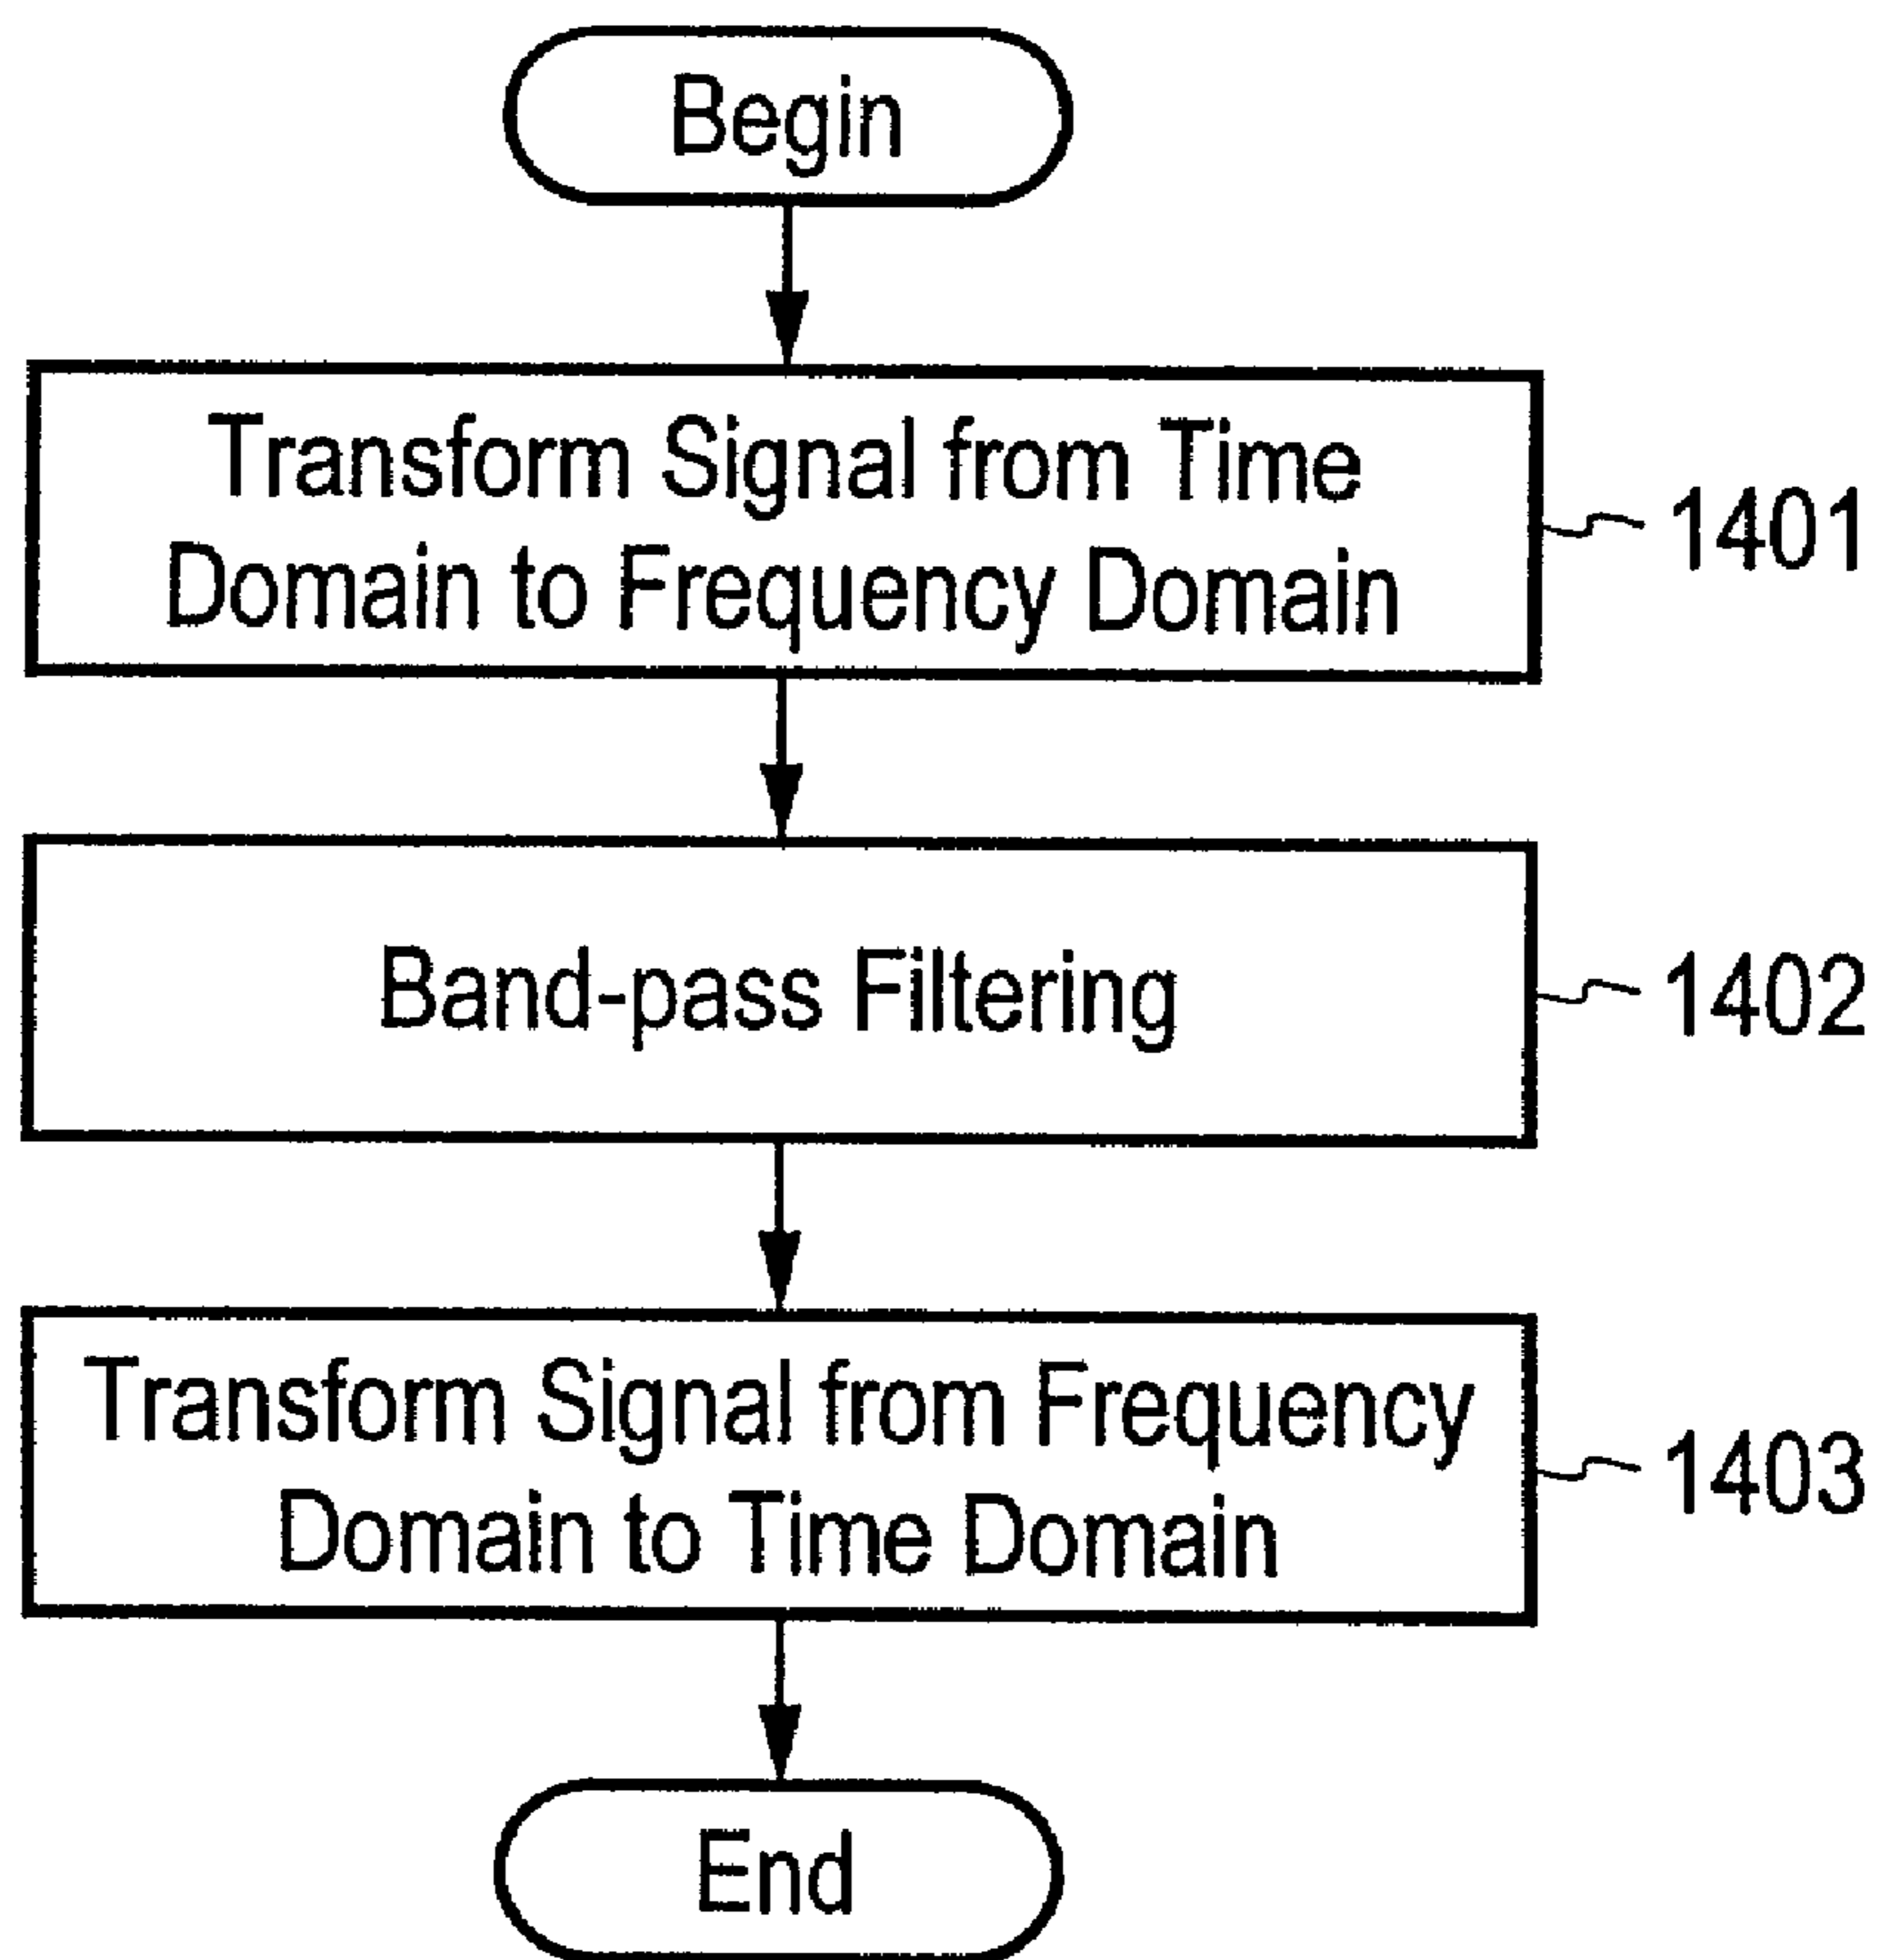 Begin
Transform Signal from Time
Domain to Frequency Domain
1401
Band-pass Filtering
1402
Transform Signal from Frequency
Domain to Time Domain
1403
End